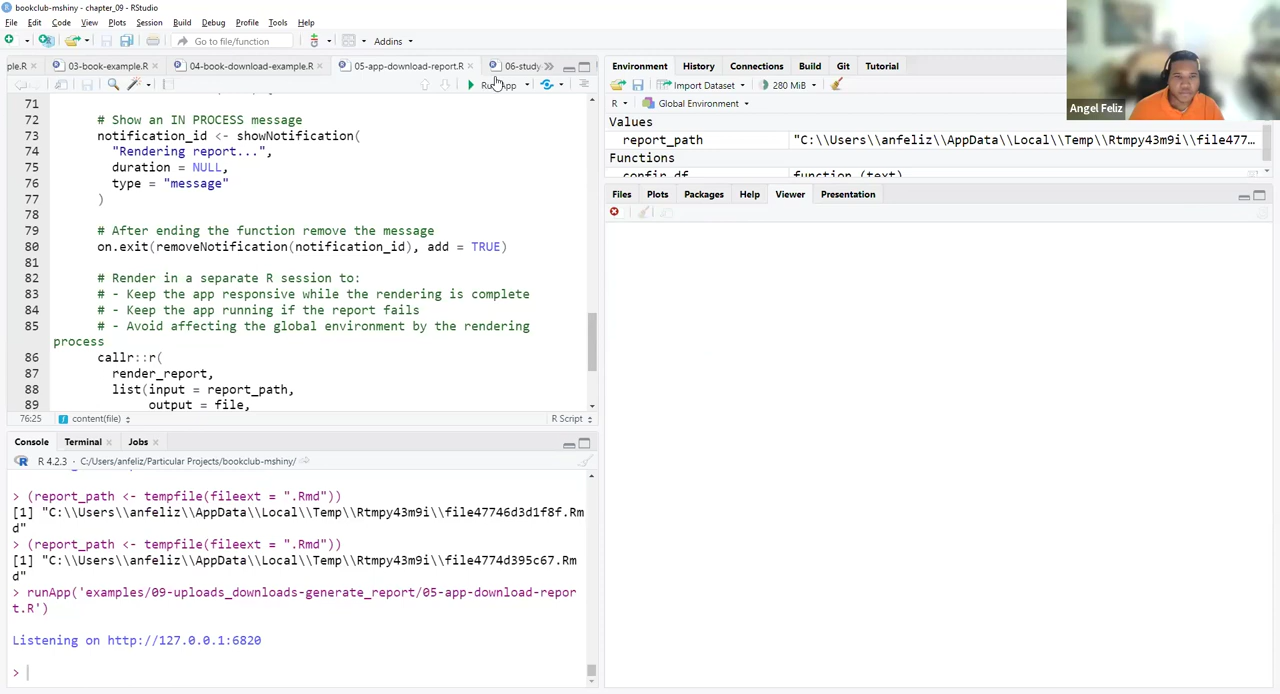 bookclub-mshiny - chapter_09 - RStudio
File Edit Code View Plots Session Build Debug Profile Tools Help
Go to file/function Addins
ple.R 03-book-example.R 04-book-download-example.R 05-app-download-report.R 06-study
Run App
71
72 # Show an IN PROCESS message
73 notification_id <- showNotification(
74 "Rendering report...",
75 duration = NULL,
76 type = "message"
77 )
78
79 # After ending the function remove the message
80 on.exit(removeNotification(notification_id), add = TRUE)
81
82 # Render in a separate R session to:
83 # - Keep the app responsive while the rendering is complete
84 # - Keep the app running if the report fails
85 # - Avoid affecting the global environment by the rendering
process
86 callr::r(
87 render_report,
88 list(input = report_path,
89 output = file,
76:25 content(file) R Script
Console Terminal Jobs
R 4.2.3 · C:/Users/anfeliz/Particular Projects/bookclub-mshiny/
> (report_path <- tempfile(fileext = ".Rmd"))
[1] "C:\\Users\\anfeliz\\AppData\\Local\\Temp\\Rtmpy43m9i\\file47746d3d1f8f.Rm
d"
> (report_path <- tempfile(fileext = ".Rmd"))
[1] "C:\\Users\\anfeliz\\AppData\\Local\\Temp\\Rtmpy43m9i\\file4774d395c67.Rm
d"
> runApp('examples/09-uploads_downloads-generate_report/05-app-download-repor
t.R')
Listening on http://127.0.0.1:6820
>
Environment History Connections Build Git Tutorial
Import Dataset 280 MiB
R Global Environment
Values
report_path "C:\\Users\\anfeliz\\AppData\\Local\\Temp\\Rtmpy43m9i\\file477…
Functions
function (text)
Files Plots Packages Help Viewer Presentation
Angel Feliz